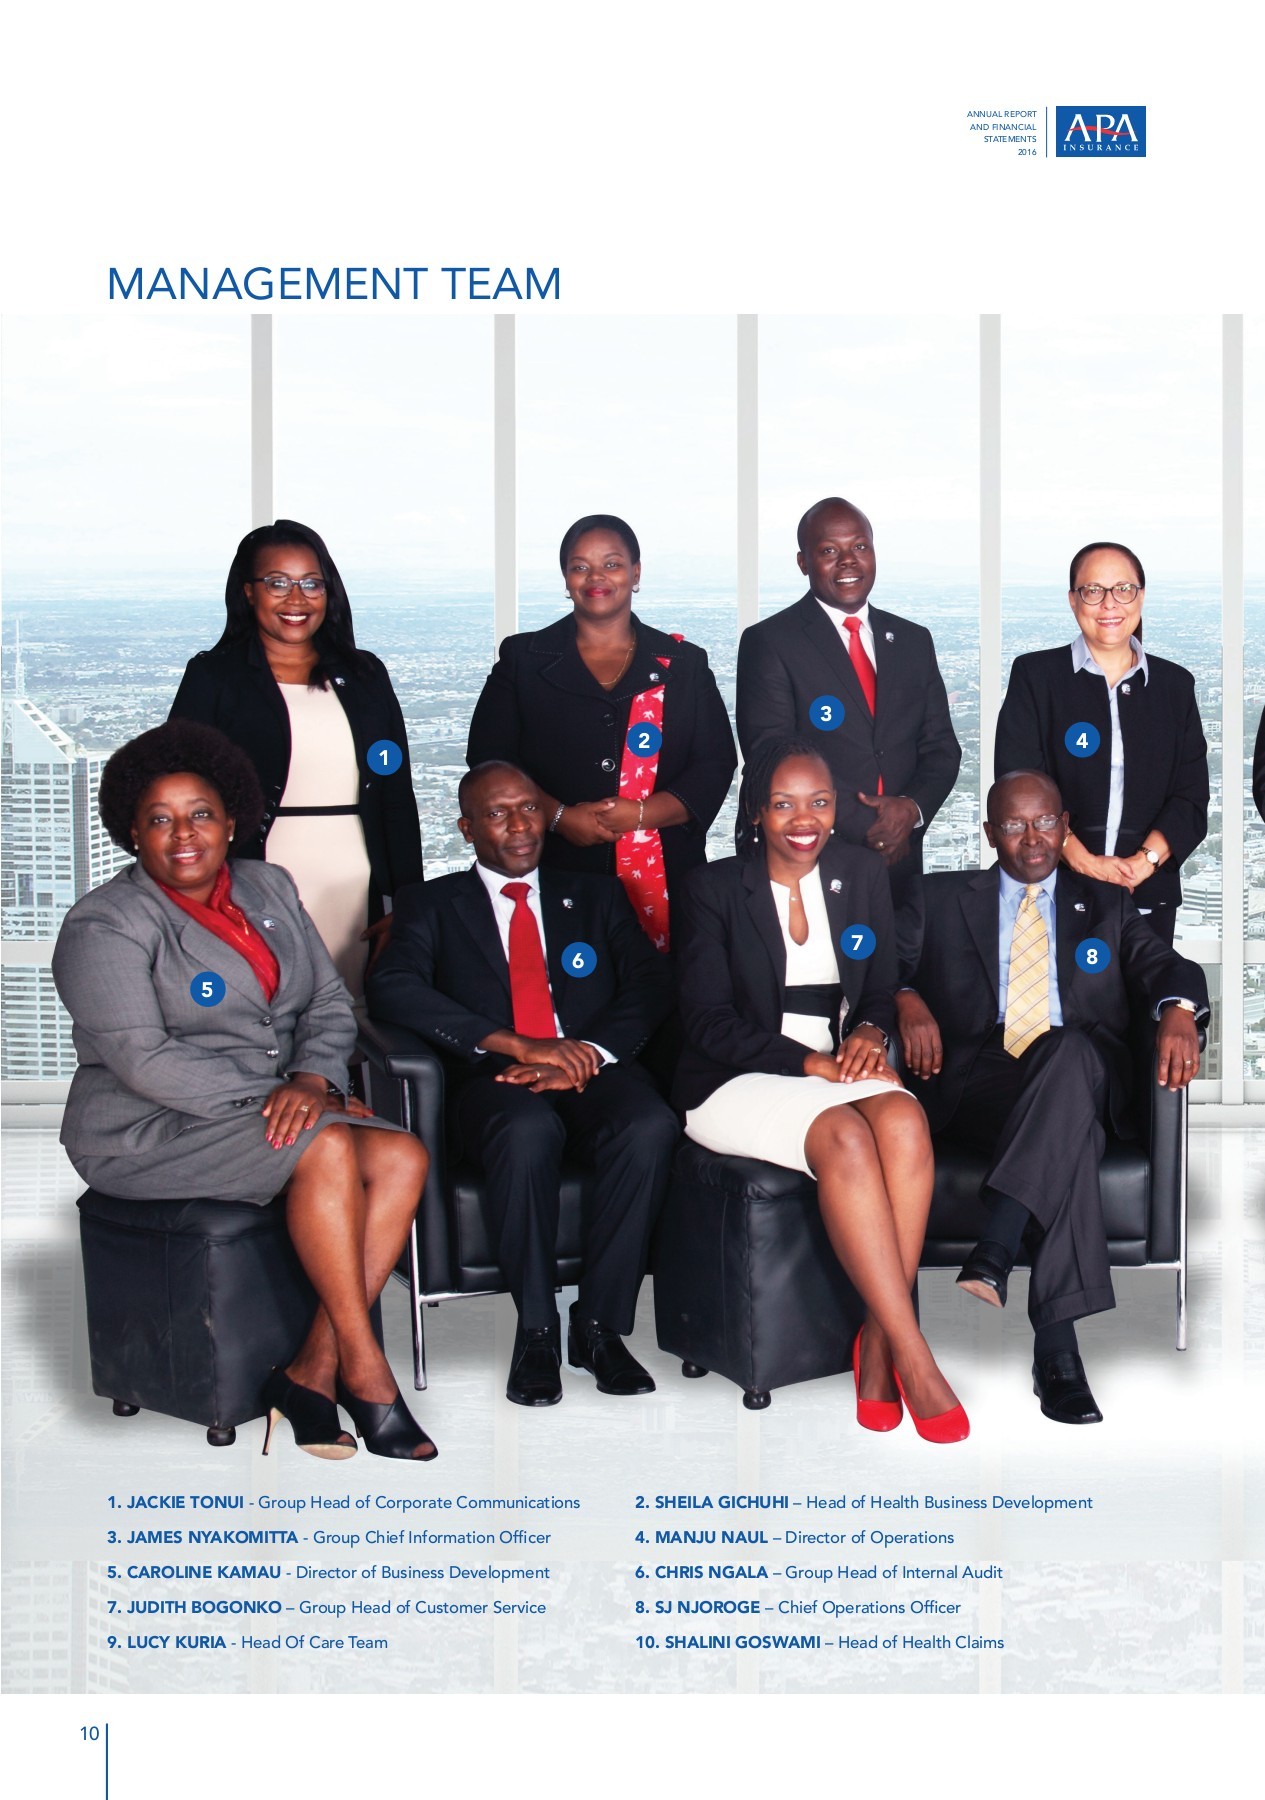 ANNUAL REPORT
AND FINANCIAL
STATEMENTS
2016
APA
INSURANCE
MANAGEMENT TEAM
1
2
3
4
5
6
7
8
1. JACKIE TONUI - Group Head of Corporate Communications
2. SHEILA GICHUHI – Head of Health Business Development
3. JAMES NYAKOMITTA - Group Chief Information Officer
4. MANJU NAUL – Director of Operations
5. CAROLINE KAMAU - Director of Business Development
6. CHRIS NGALA – Group Head of Internal Audit
7. JUDITH BOGONKO – Group Head of Customer Service
8. SJ NJOROGE – Chief Operations Officer
9. LUCY KURIA - Head Of Care Team
10. SHALINI GOSWAMI – Head of Health Claims
10